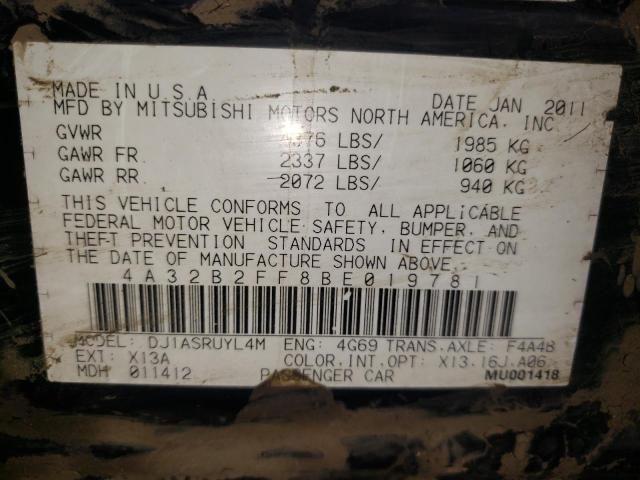 MADE IN U.S.A DATE JAN 2011
MFD BY MITSUBISHI MOTORS NORTH AMERICA, INC
GVWR LBS/ 1985 KG
GAWR FR 2337 LBS/ 1060 KG
GAWR RR 2072 LBS/ 940 KG
THIS VEHICLE CONFORMS TO ALL APPLICABLE
FEDERAL MOTOR VEHICLE SAFETY, BUMPER, AND
THEFT PREVENTION STANDARDS IN EFFECT ON
THE DATE OF MANUFACTURE SHOWN ABOVE.
4A32B2FF8BE019781
MODEL: DJ1ASRUYL4M ENG: 4G69 TRANS.AXLE: F4A4B
EXT: X13A COLOR.INT.OPT: X13.16J.A06
MDH 011412 PASSENGER CAR MU001418